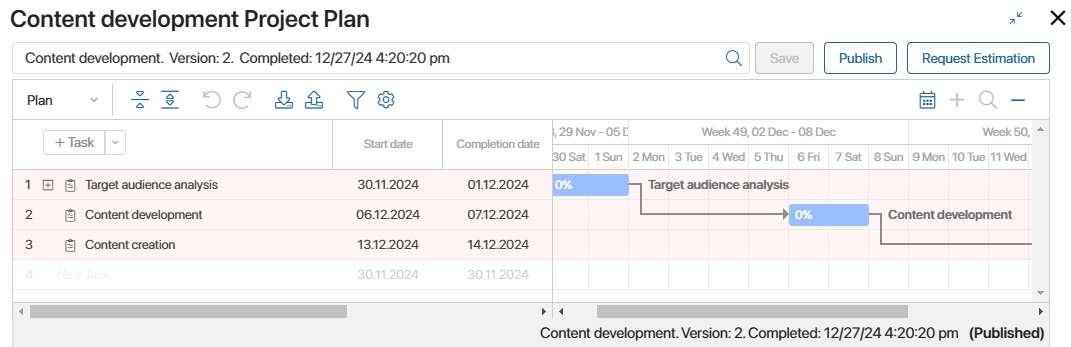 Content development Project Plan
Content development. Version: 2. Completed: 12/27/24 4:20:20 pm
Save
Publish
Request Estimation
Plan
+ Task
Start date
Completion date
29 Nov - 05 D
Week 49, 02 Dec - 08 Dec
Week 50,
30 Sat 1 Sun 2 Mon 3 Tue 4 Wed 5 Thu 6 Fri 7 Sat 8 Sun 9 Mon 10 Tue 11 Wed
1 Target audience analysis 30.11.2024 01.12.2024 0% Target audience analysis
2 Content development 06.12.2024 07.12.2024 0% Content development
3 Content creation 13.12.2024 14.12.2024
4 New Task 30.11.2024 30.11.2024
Content development. Version: 2. Completed: 12/27/24 4:20:20 pm (Published)